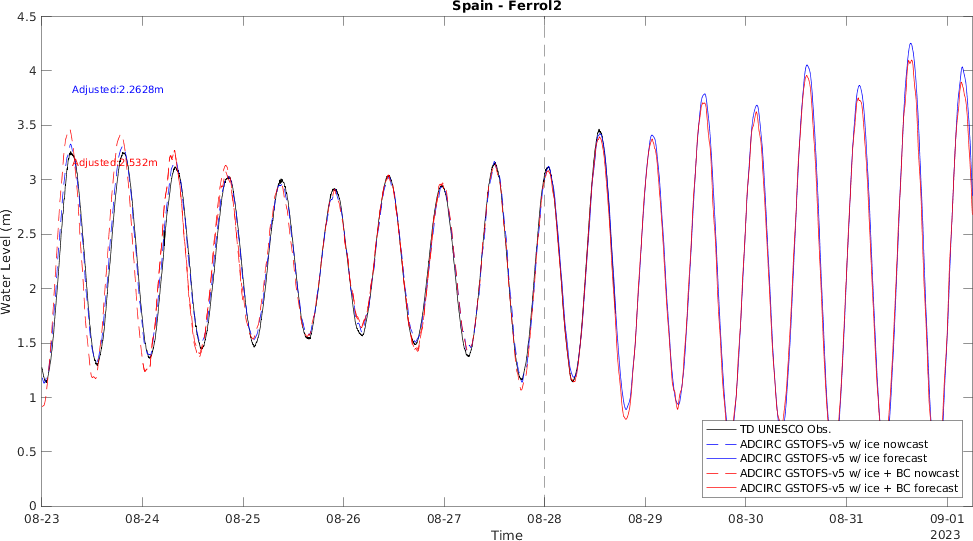 Spain - Ferrol2
4.5
4
3.5
3
2.5
2
1.5
1
0.5
0
Water Level (m)
Adjusted:2.2628m
Adjusted:2.532m
TD UNESCO Obs.
ADCIRC GSTOFS-v5 w/ ice nowcast
ADCIRC GSTOFS-v5 w/ ice forecast
ADCIRC GSTOFS-v5 w/ ice + BC nowcast
ADCIRC GSTOFS-v5 w/ ice + BC forecast
08-23 08-24 08-25 08-26 08-27 08-28 08-29 08-30 08-31 09-01
2023
Time